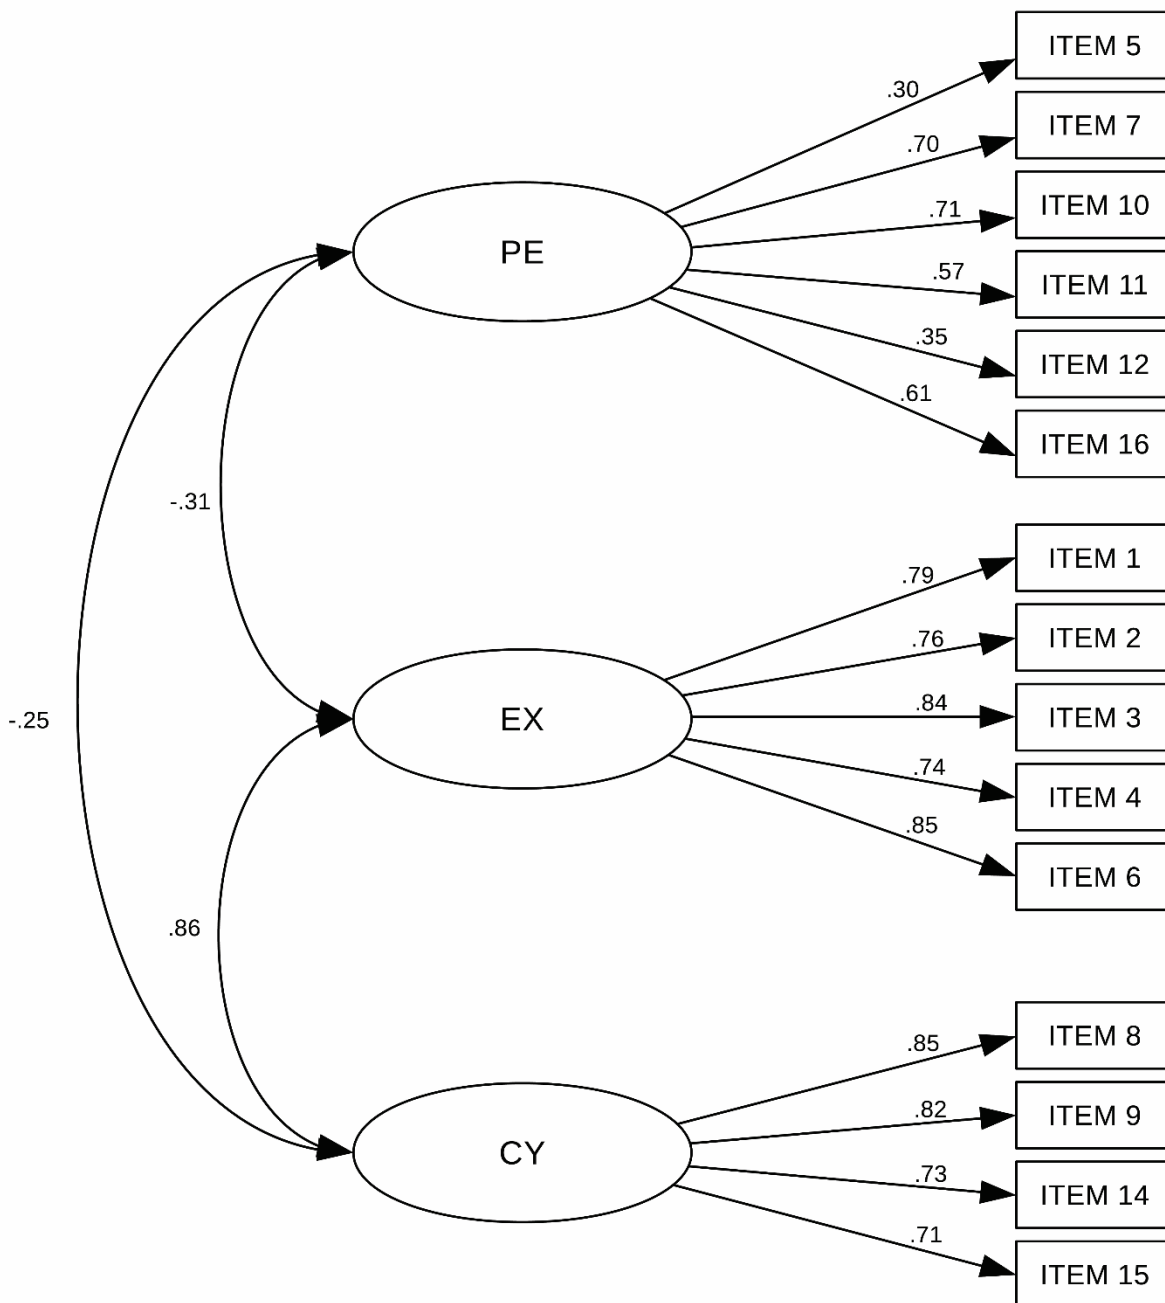 ITEM 5
.30
ITEM 7
.70
ITEM 10
.71
PE
ITEM 11
.57
ITEM 12
.35
ITEM 16
.61
-.31
ITEM 1
.79
ITEM 2
.76
ITEM 3
.84
EX
-.25
ITEM 4
.74
ITEM 6
.85
.86
ITEM 8
.85
ITEM 9
.82
CY
ITEM 14
.73
ITEM 15
.71